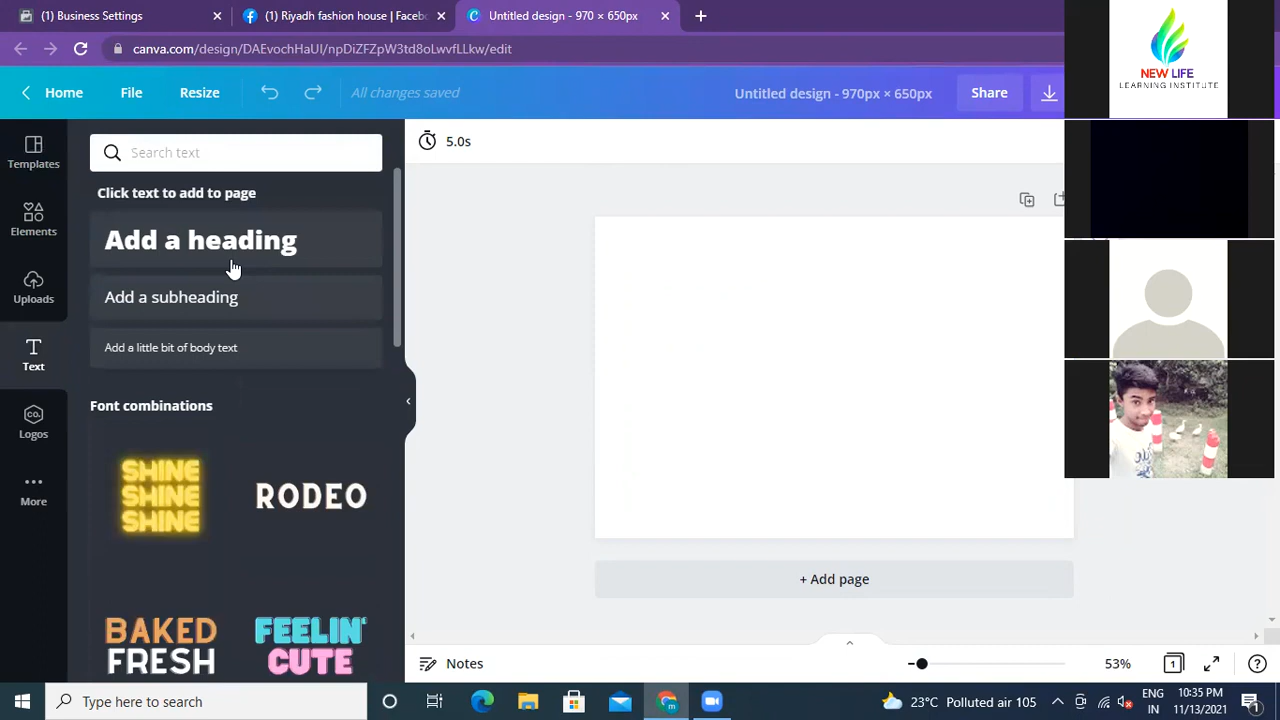 (1) Business Settings
(1) Riyadh fashion house | Faceb
Untitled design - 970 × 650px
canva.com/design/DAEvochHaUI/npDiZFZpW3td8oLwvfLLkw/edit
Home
File
Resize
All changes saved
Untitled design - 970px × 650px
Share
NEW LIFE
LEARNING INSTITUTE
Templates
Elements
Uploads
Text
CO.
Logos
More
Search text
Click text to add to page
Add a heading
Add a subheading
Add a little bit of body text
Font combinations
SHINE
SHINE
SHINE
RODEO
BAKED
FRESH
FEELIN'
CUTE
5.0s
+ Add page
Notes
53%
1
Type here to search
23°C Polluted air 105
ENG
IN
10:35 PM
11/13/2021
1